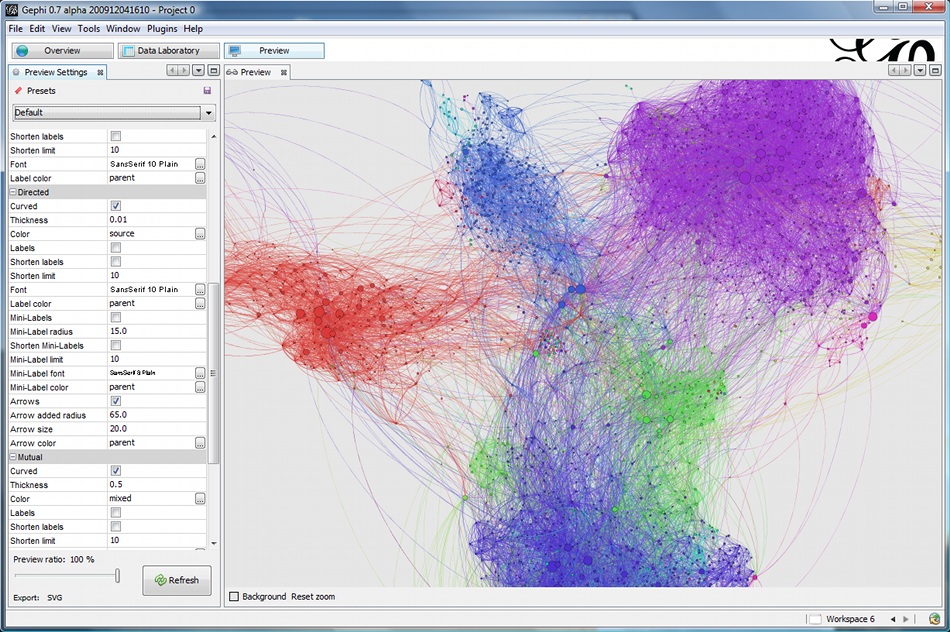 Gephi 0.7 alpha 200912041610 - Project 0
File Edit View Tools Window Plugins Help
Overview Data Laboratory Preview
Preview Settings
Preview
Presets
Default
Shorten labels
Shorten limit 10
Font SansSerif 10 Plain
Label color parent
Directed
Curved
Thickness 0.01
Color source
Labels
Shorten labels
Shorten limit 10
Font SansSerif 10 Plain
Label color parent
Mini-Labels
Mini-Label radius 15.0
Shorten Mini-Labels
Mini-Label limit 10
Mini-Label font SansSerif 8 Plain
Mini-Label color parent
Arrows
Arrow added radius 65.0
Arrow size 20.0
Arrow color parent
Mutual
Curved
Thickness 0.5
Color mixed
Labels
Shorten labels
Shorten limit 10
Preview ratio: 100 %
Refresh
Export: SVG
Background Reset zoom
Workspace 6